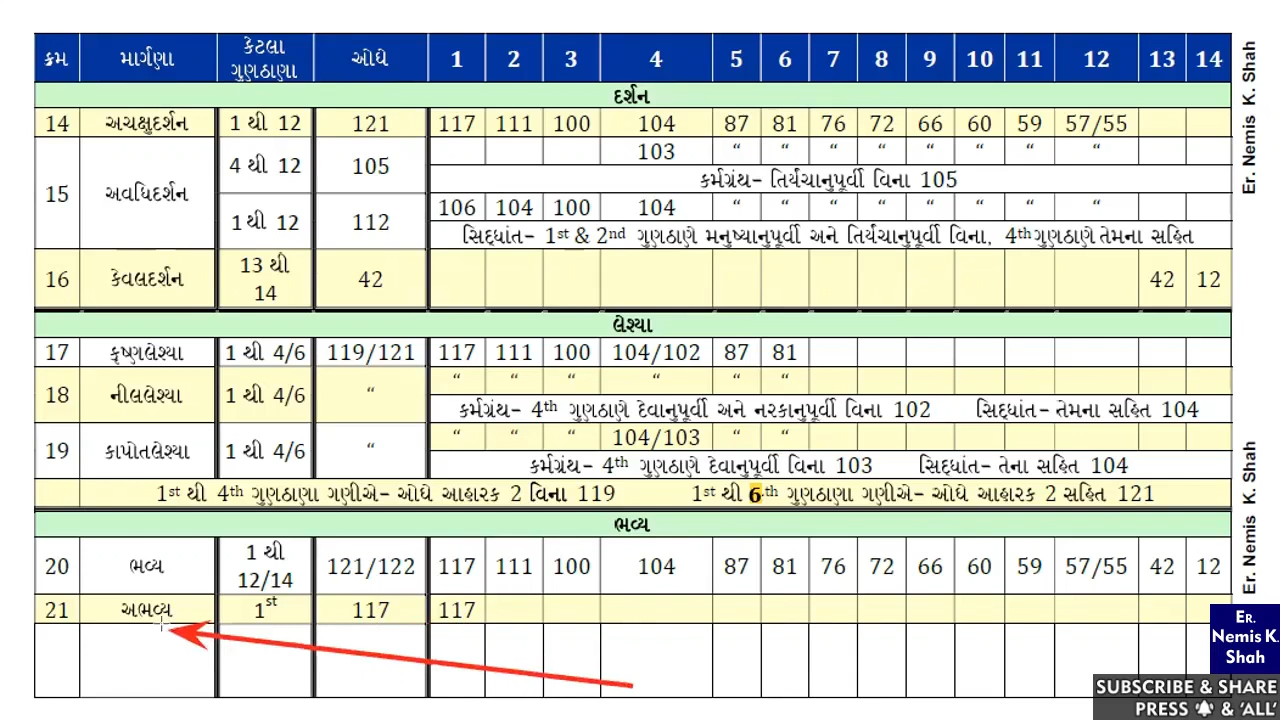 ક્રમ માર્ગણા કેટલા ગુણઠાણા ઓઘે 1 2 3 4 5 6 7 8 9 10 11 12 13 14
દર્શન
14 અચક્ષુદર્શન 1 થી 12 121 117 111 100 104 87 81 76 72 66 60 59 57/55
15 અવધિદર્શન 4 થી 12 105 103 “ “ “ “ “ “ “ “
કર્મગ્રંથ- તિર્યંચાનુપૂર્વી વિના 105
1 થી 12 112 106 104 100 104 “ “ “ “ “ “ “ “
સિદ્ધાંત- 1st & 2nd ગુણઠાણે મનુષ્યાનુપૂર્વી અને તિર્યંચાનુપૂર્વી વિના, 4th ગુણઠાણે તેમના સહિત
16 કેવલદર્શન 13 થી 14 42 42 12
લેશ્યા
17 કૃષ્ણલેશ્યા 1 થી 4/6 119/121 117 111 100 104/102 87 81
18 નીલલેશ્યા 1 થી 4/6 “ “ “ “ “ “ “
કર્મગ્રંથ- 4th ગુણઠાણે દેવાનુપૂર્વી અને નરકાનુપૂર્વી વિના 102 સિદ્ધાંત- તેમના સહિત 104
19 કાપોતલેશ્યા 1 થી 4/6 “ “ “ “ 104/103 “ “
કર્મગ્રંથ- 4th ગુણઠાણે દેવાનુપૂર્વી વિના 103 સિદ્ધાંત- તેના સહિત 104
1st થી 4th ગુણઠાણા ગણીએ- ઓઘે આહારક 2 વિના 119 1st થી 6th ગુણઠાણા ગણીએ- ઓઘે આહારક 2 સહિત 121
ભવ્ય
20 ભવ્ય 1 થી 12/14 121/122 117 111 100 104 87 81 76 72 66 60 59 57/55 42 12
21 અભવ્ય 1st 117 117
Er. Nemis K. Shah
Er. Nemis K. Shah
ER.
Nemis K.
Shah
SUBSCRIBE & SHARE
PRESS & ‘ALL’